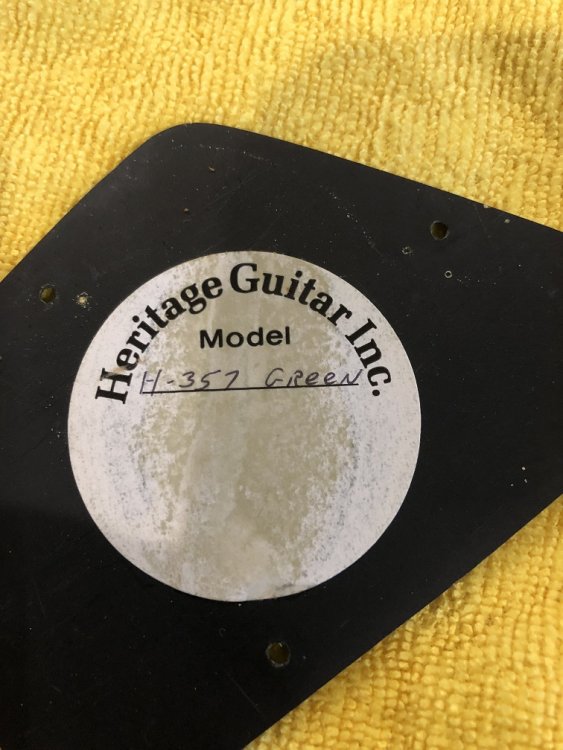 Heritage Guitar Inc.
Model
H-357 GReeN